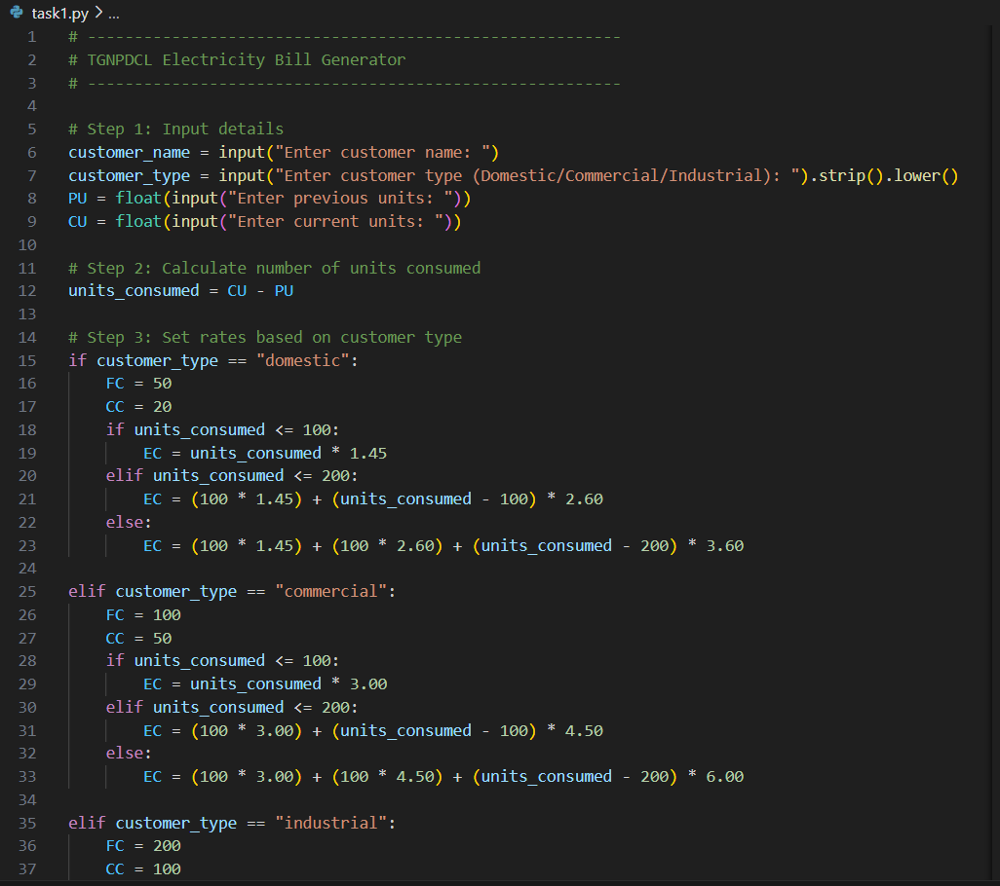 task1.py > ...
1 # ---------------------------------------------------------
2 # TGNPDCL Electricity Bill Generator
3 # ---------------------------------------------------------
4
5 # Step 1: Input details
6 customer_name = input("Enter customer name: ")
7 customer_type = input("Enter customer type (Domestic/Commercial/Industrial): ").strip().lower()
8 PU = float(input("Enter previous units: "))
9 CU = float(input("Enter current units: "))
10
11 # Step 2: Calculate number of units consumed
12 units_consumed = CU - PU
13
14 # Step 3: Set rates based on customer type
15 if customer_type == "domestic":
16     FC = 50
17     CC = 20
18     if units_consumed <= 100:
19         EC = units_consumed * 1.45
20     elif units_consumed <= 200:
21         EC = (100 * 1.45) + (units_consumed - 100) * 2.60
22     else:
23         EC = (100 * 1.45) + (100 * 2.60) + (units_consumed - 200) * 3.60
24
25 elif customer_type == "commercial":
26     FC = 100
27     CC = 50
28     if units_consumed <= 100:
29         EC = units_consumed * 3.00
30     elif units_consumed <= 200:
31         EC = (100 * 3.00) + (units_consumed - 100) * 4.50
32     else:
33         EC = (100 * 3.00) + (100 * 4.50) + (units_consumed - 200) * 6.00
34
35 elif customer_type == "industrial":
36     FC = 200
37     CC = 100